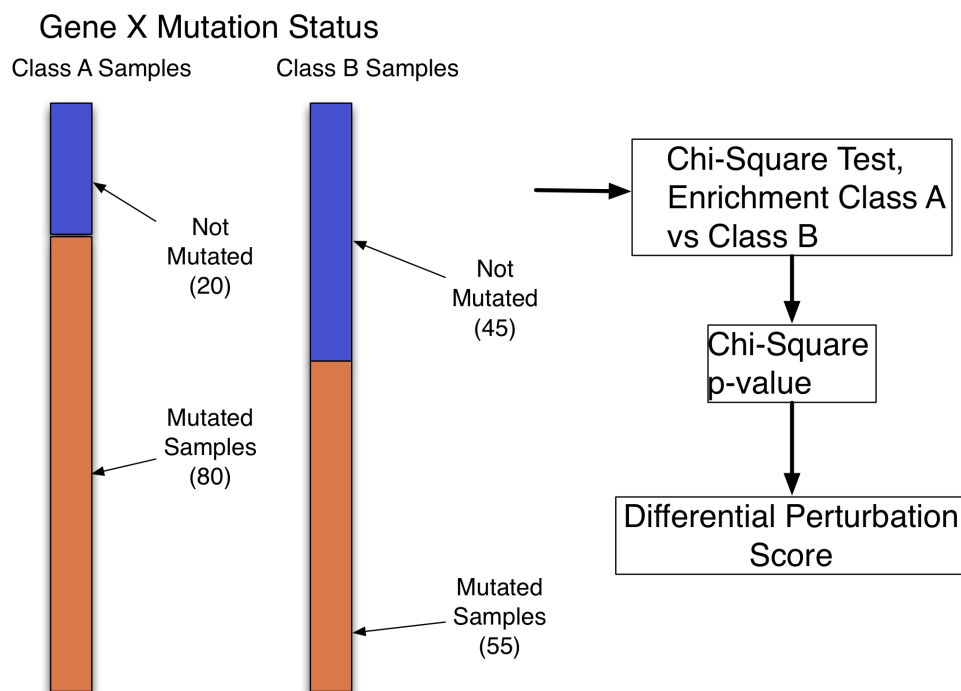 Gene X Mutation Status
Class A Samples
Class B Samples
Not
Mutated
(20)
Mutated
Samples
(80)
Not
Mutated
(45)
Mutated
Samples
(55)
Chi-Square Test,
Enrichment Class A
vs Class B
Chi-Square
p-value
Differential Perturbation
Score